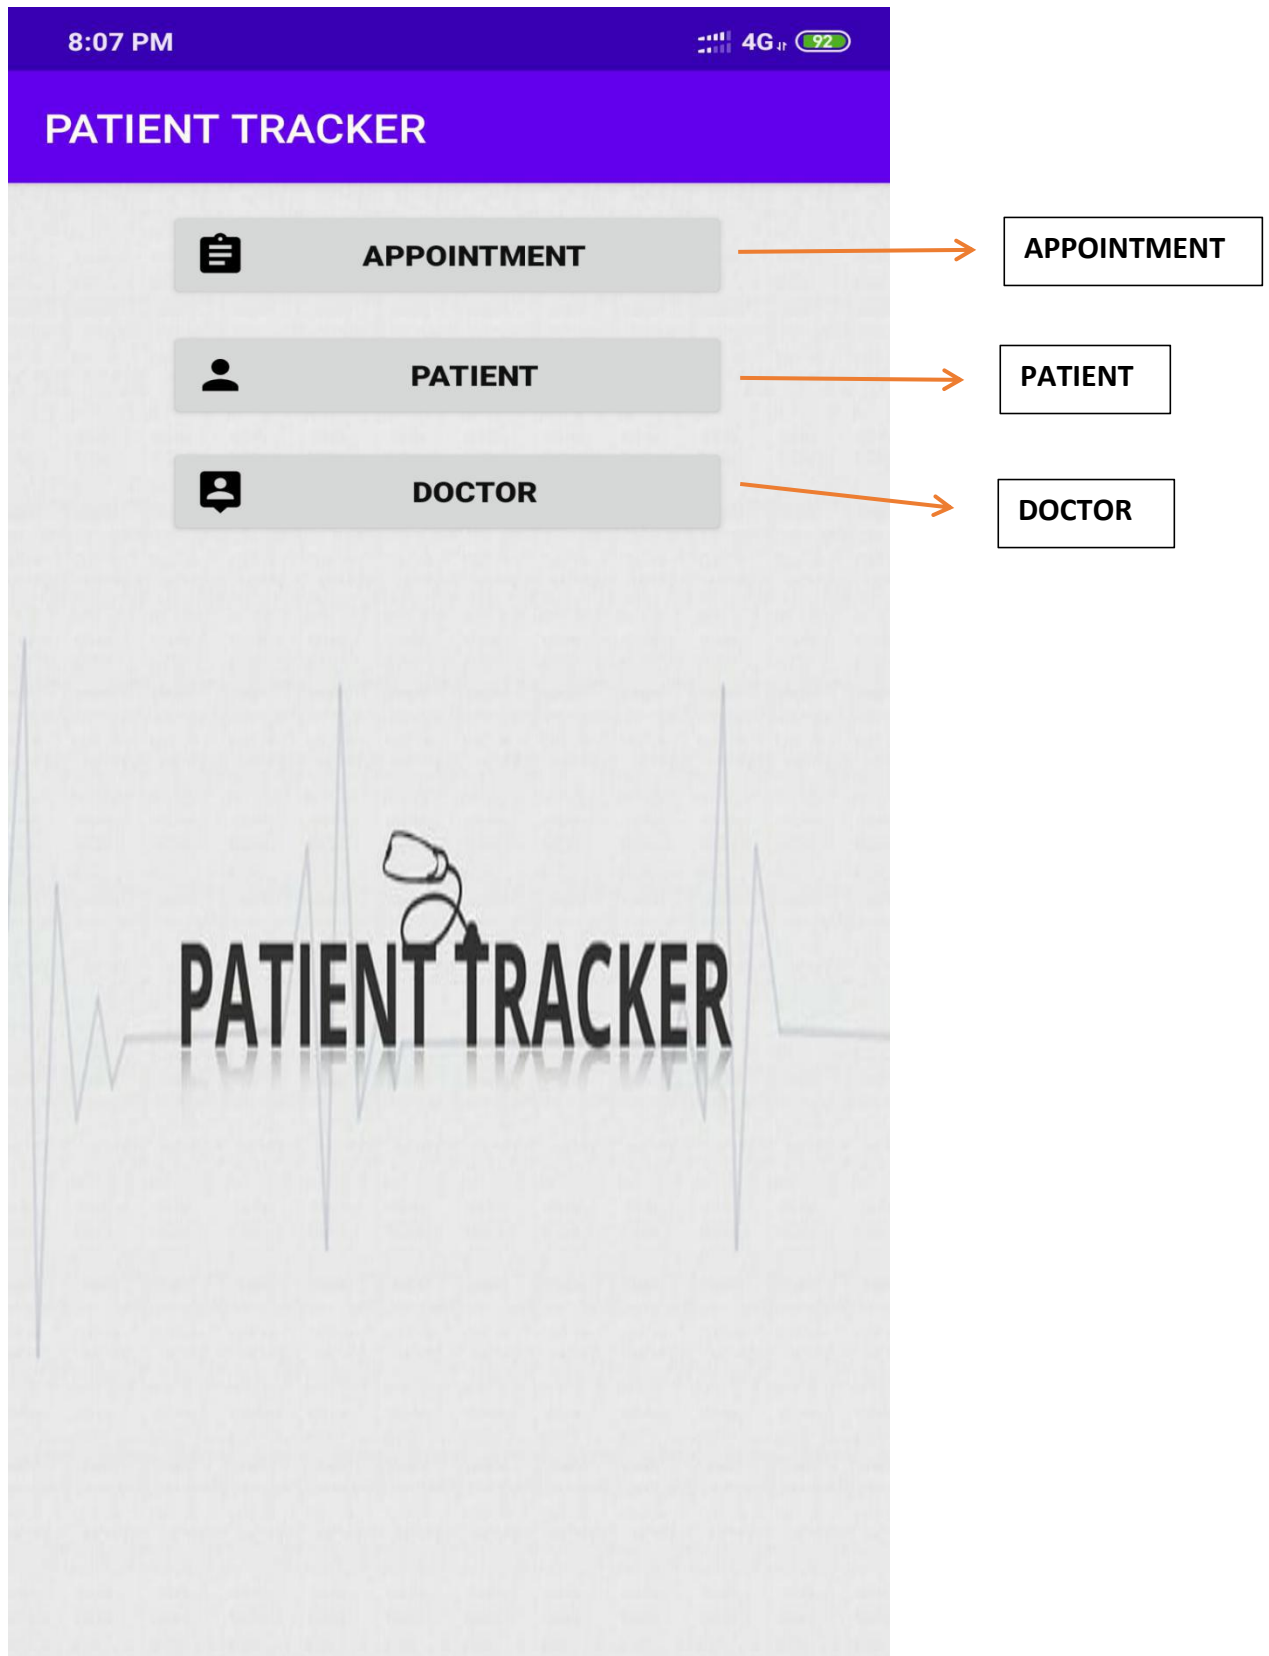 8:07 PM 4G 92
PATIENT TRACKER
APPOINTMENT APPOINTMENT
PATIENT PATIENT
DOCTOR DOCTOR
PATIENT TRACKER